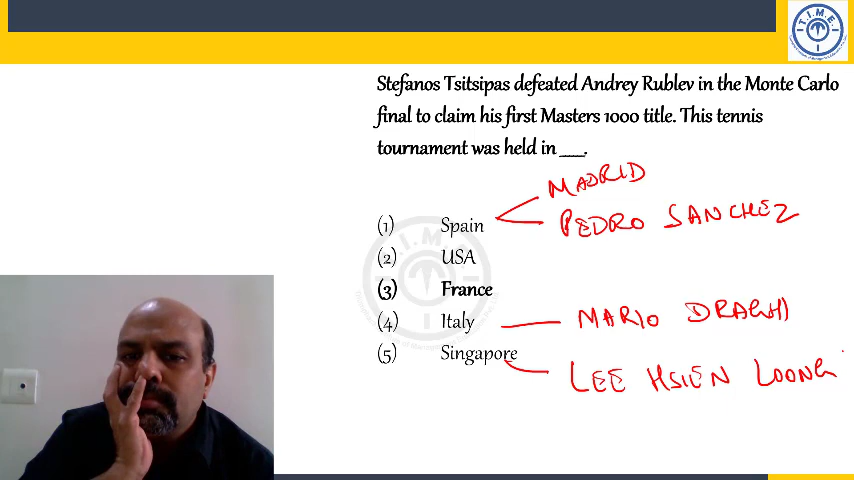 T.I.M.E.
Stefanos Tsitsipas defeated Andrey Rublev in the Monte Carlo
final to claim his first Masters 1000 title. This tennis
tournament was held in ____.
MADRID
(1) Spain PEDRO SANCHEZ
(2) USA
(3) France
(4) Italy MARIO DRAGHI
(5) Singapore LEE HSIEN LOONG